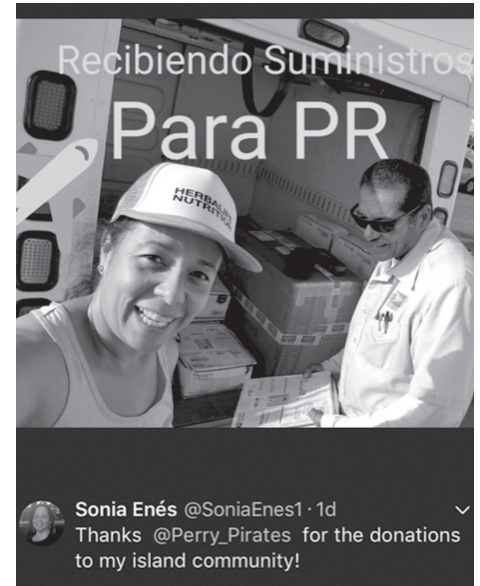 Recibiendo Suministros
Para PR
HERBALIFE
NUTRITION
Sonia Enés @SoniaEnes1 · 1d
Thanks @Perry_Pirates for the donations
to my island community!